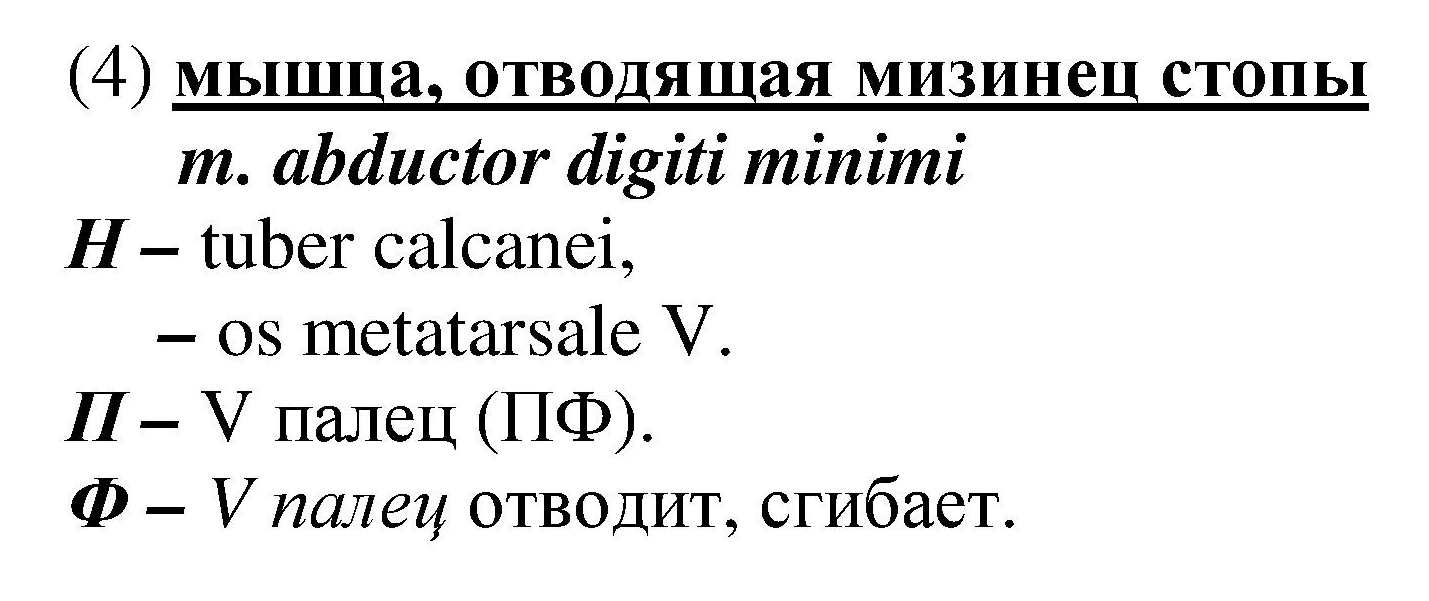 (4) мышца, отводящая мизинец стопы
m. abductor digiti minimi
Н – tuber calcanei,
– os metatarsale V.
П – V палец (ПФ).
Ф – V палец отводит, сгибает.